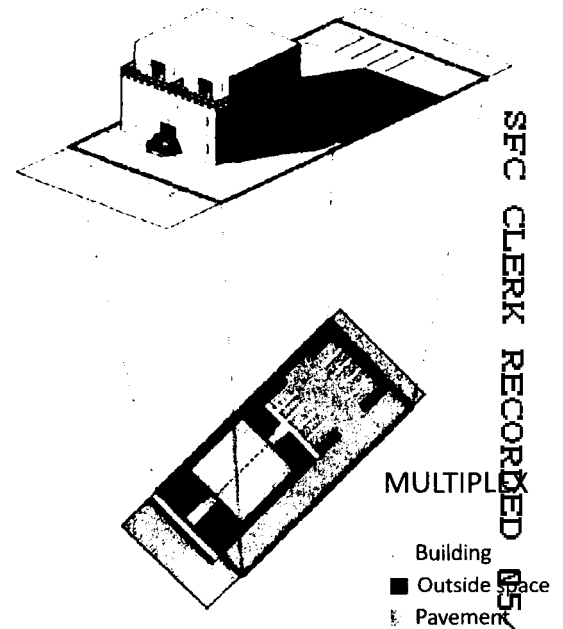 SFC CLERK RECORDED 05/
MULTIPLEX
Building
Outside space
Pavement